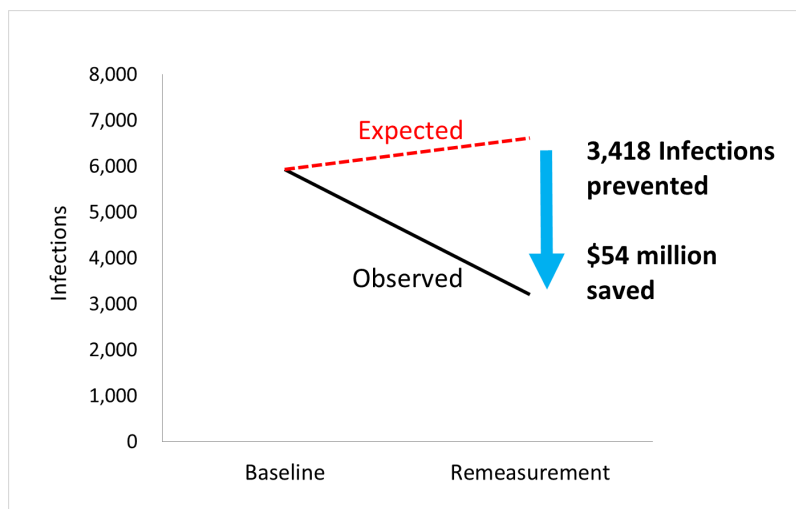 8,000
7,000
6,000
5,000
4,000
3,000
2,000
1,000
0
Infections
Expected
Observed
3,418 Infections
prevented
$54 million
saved
Baseline
Remeasurement